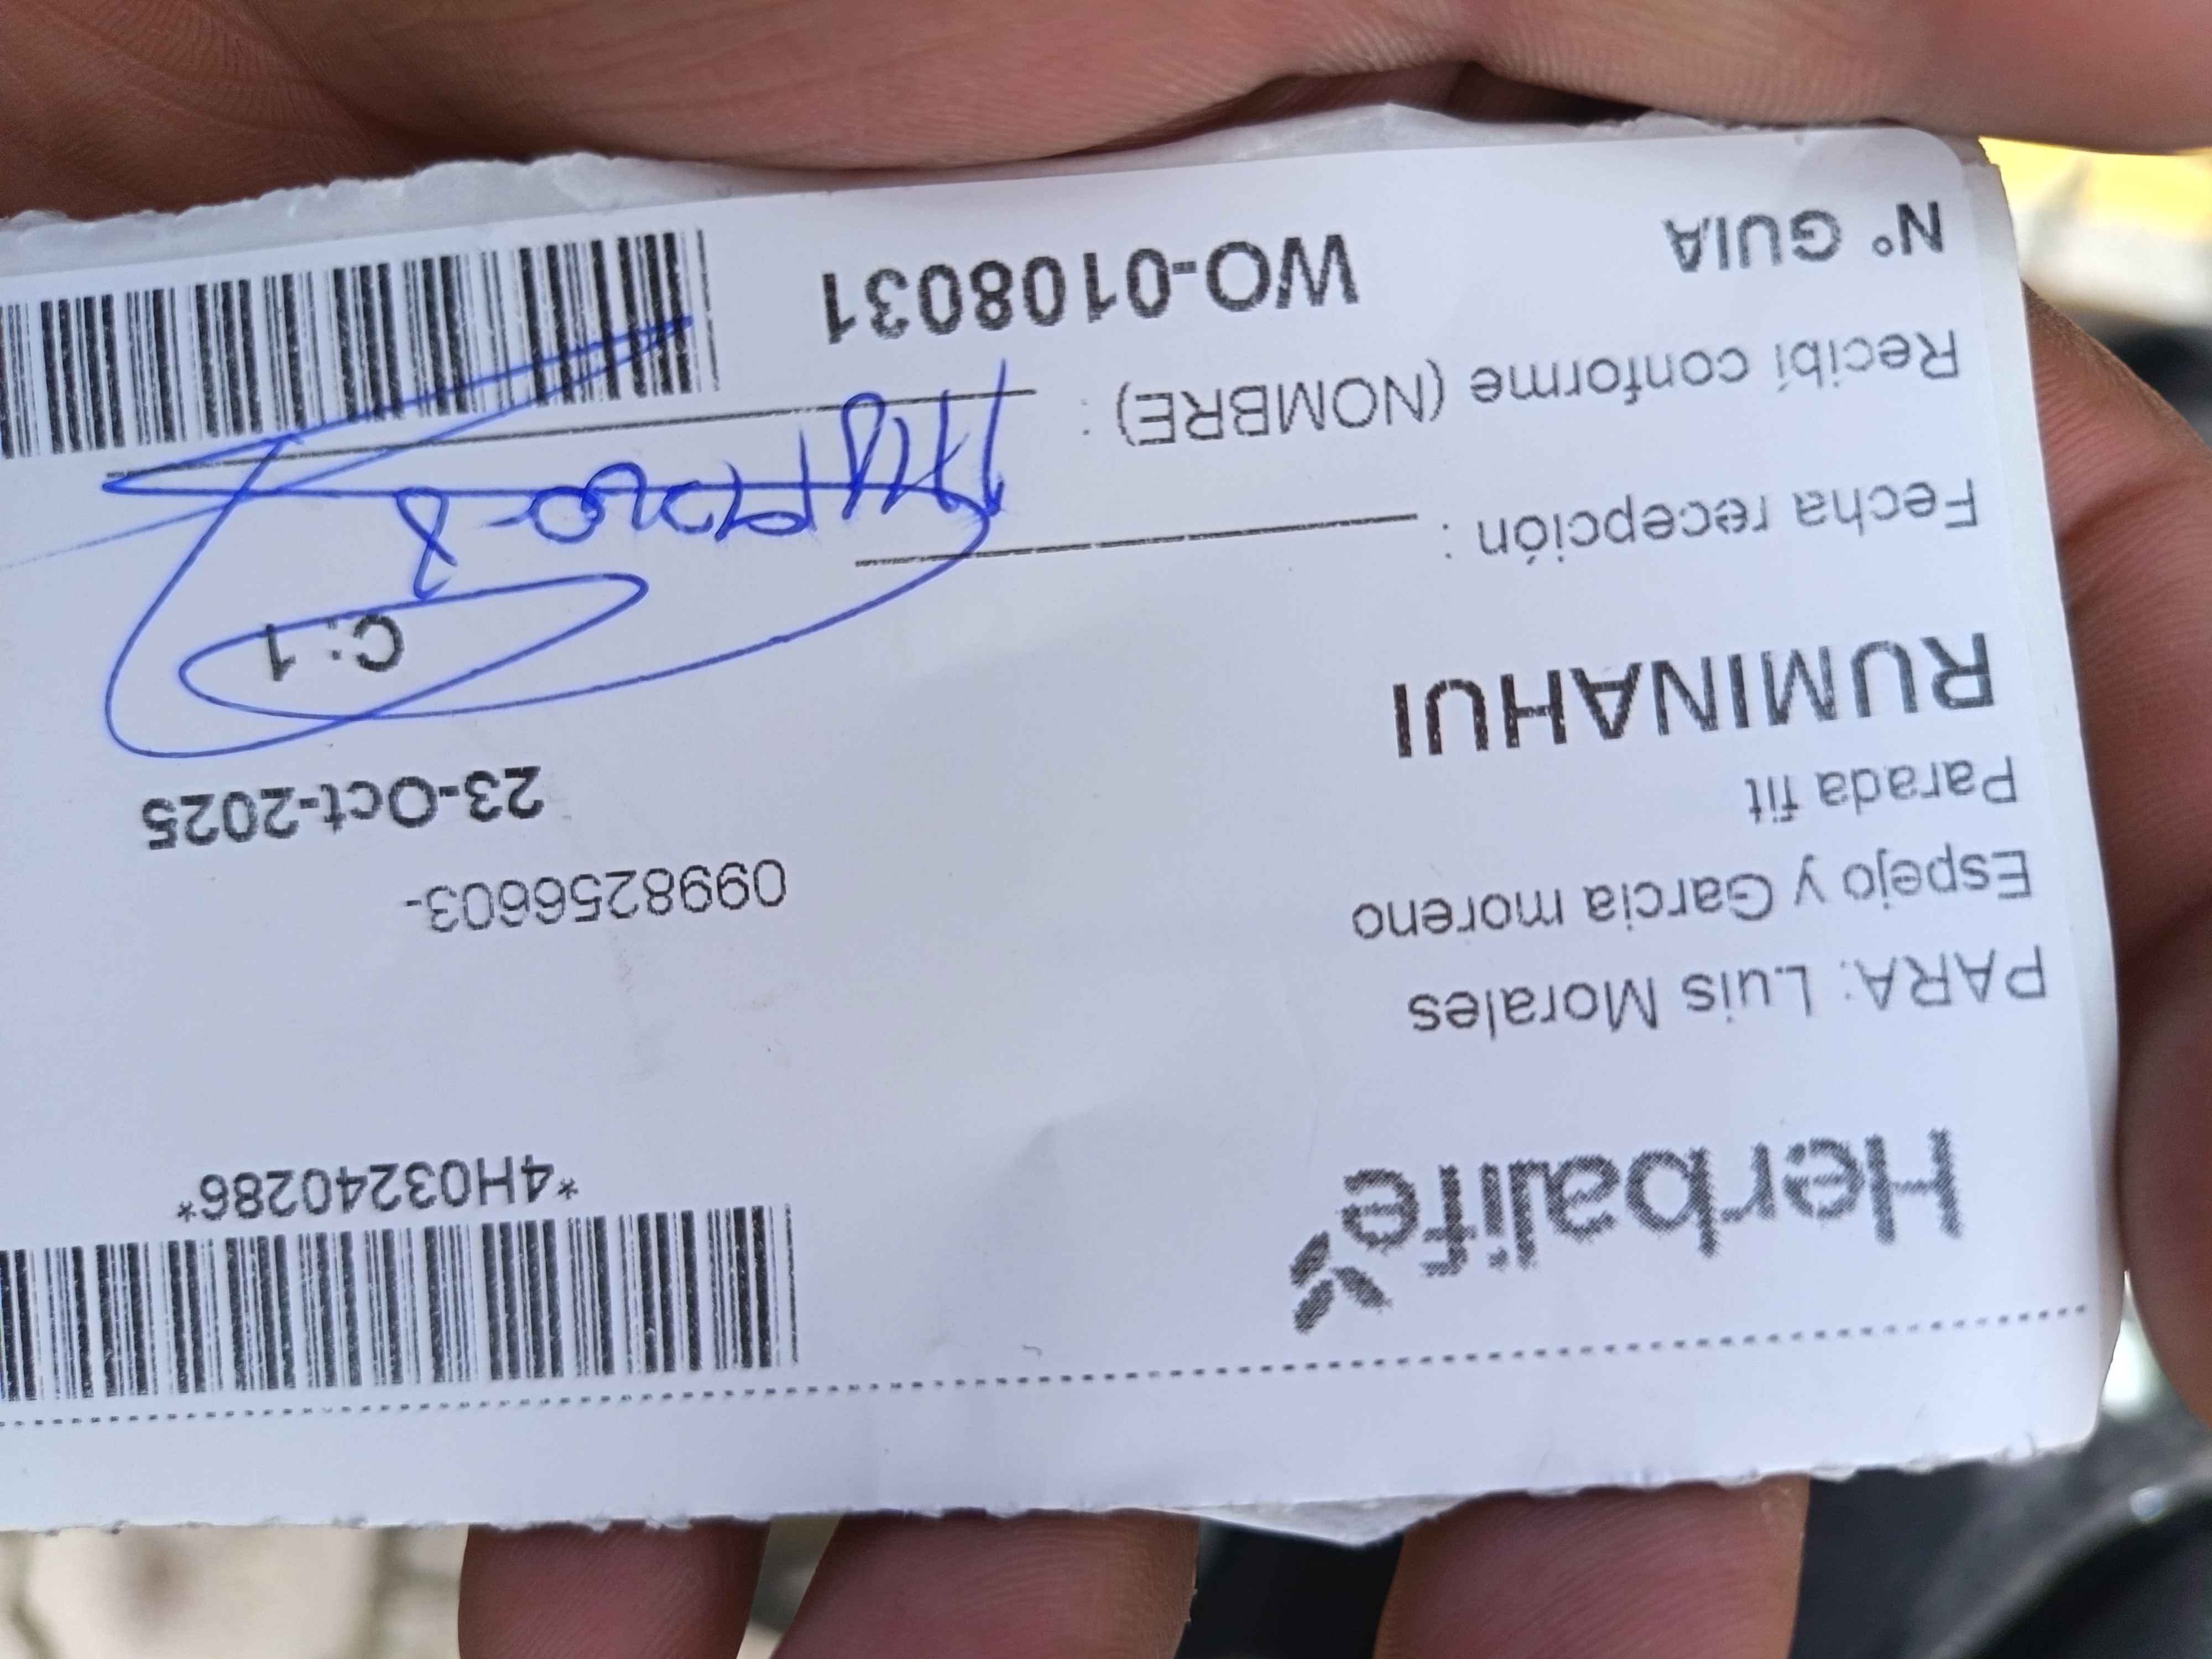 Herbalife
*4H03240286*
PARA: Luis Morales
Espejo y Garcia moreno
0998256603-
Parada fit
23-Oct-2025
RUMINAHUI
C: 1
Fecha recepción :
Recibí conforme (NOMBRE) :
N° GUIA
WO-0108031